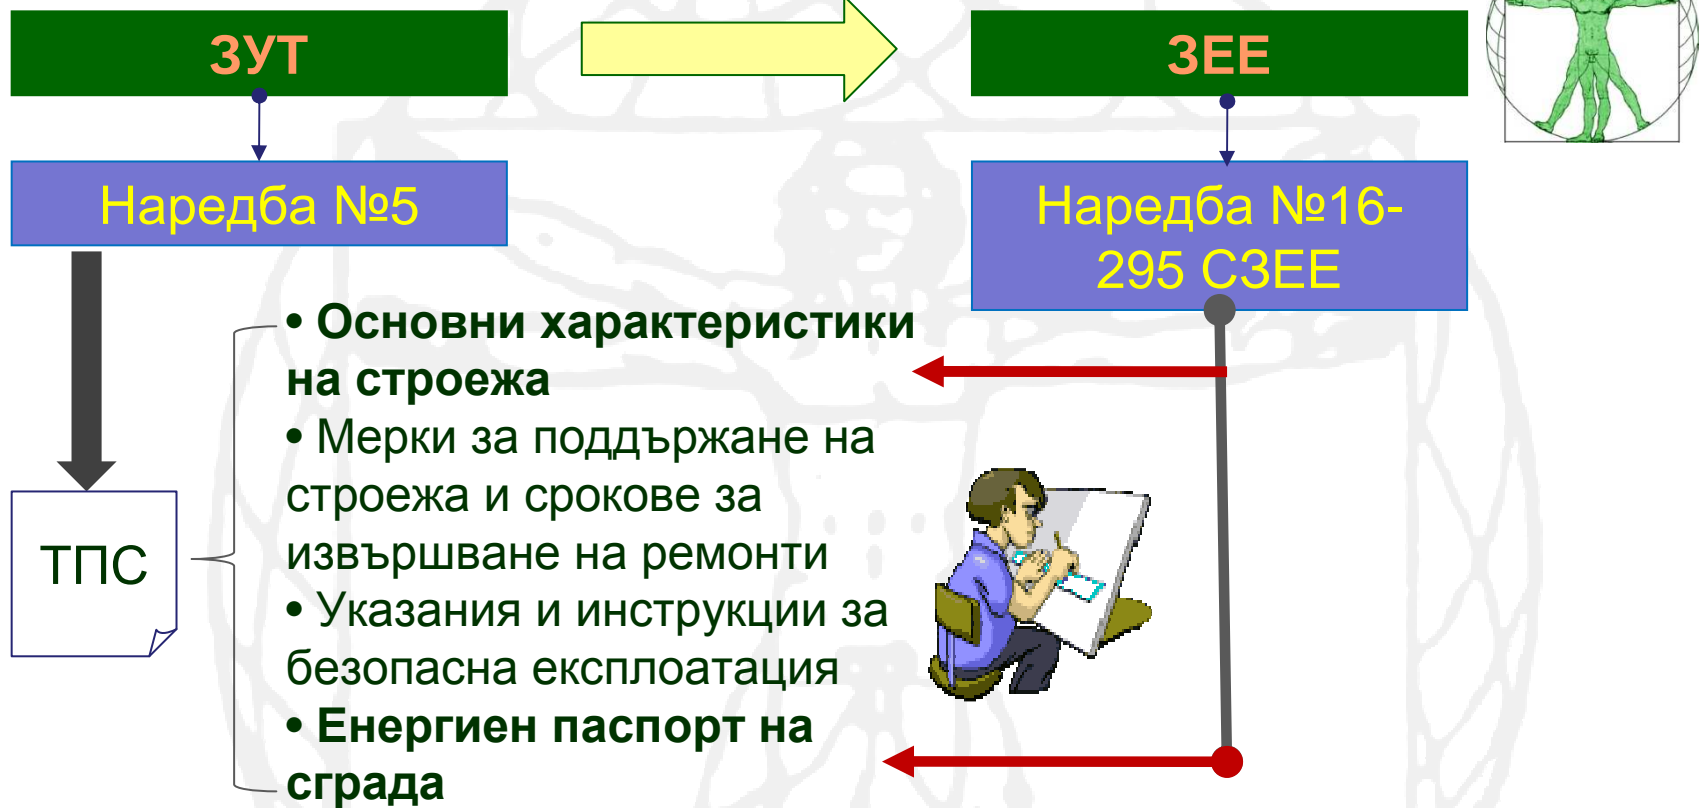 ЗУТ
ЗЕЕ
Наредба №5
Наредба №16-
295 СЗЕЕ
• Основни характеристики
на строежа
• Мерки за поддържане на
строежа и срокове за
извършване на ремонти
• Указания и инструкции за
безопасна експлоатация
• Енергиен паспорт на
сграда
ТПС